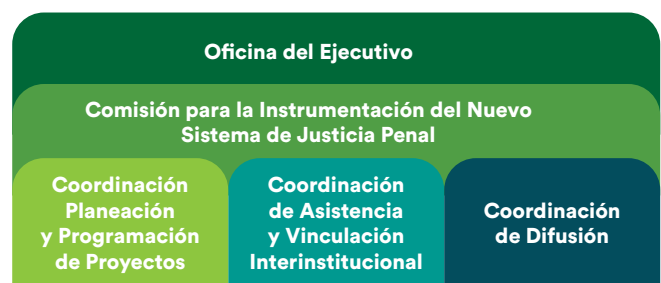 Oficina del Ejecutivo
Comisión para la Instrumentación del Nuevo
Sistema de Justicia Penal
Coordinación
Planeación
y Programación
de Proyectos
Coordinación
de Asistencia
y Vinculación
Interinstitucional
Coordinación
de Difusión